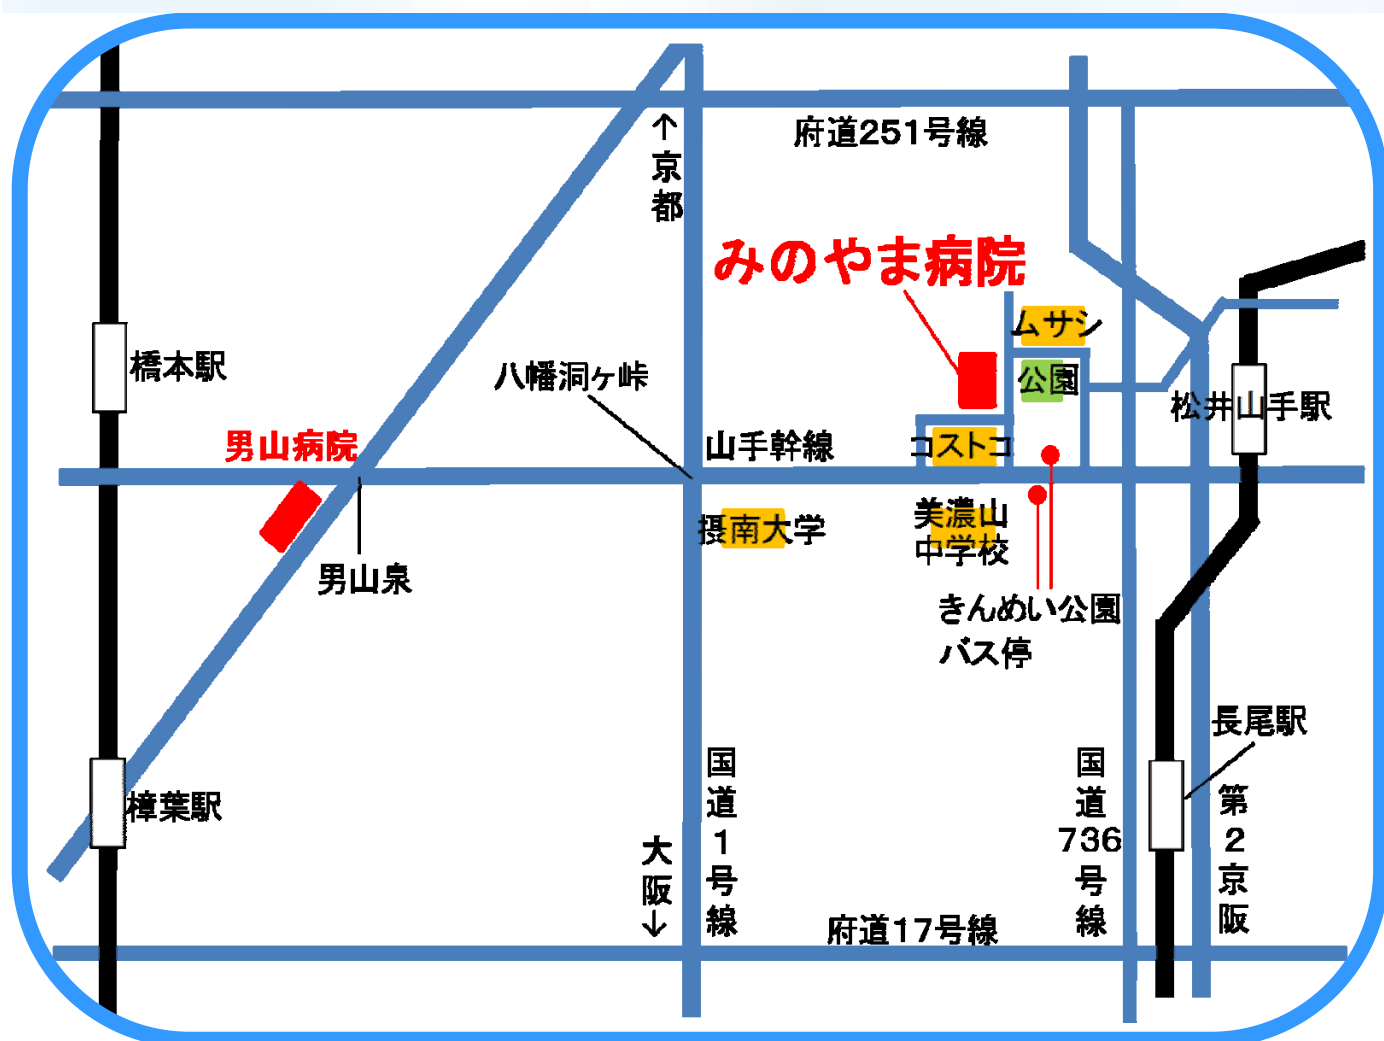 府道251号線
↑京都
みのやま病院
ムサシ
橋本駅
八幡洞ヶ峠
公園
松井山手駅
男山病院
山手幹線
コストコ
摂南大学
美濃山
中学校
男山泉
きんめい公園
バス停
長尾駅
樟葉駅
国道1号線
国道736号線
第2京阪
大阪↓
府道17号線